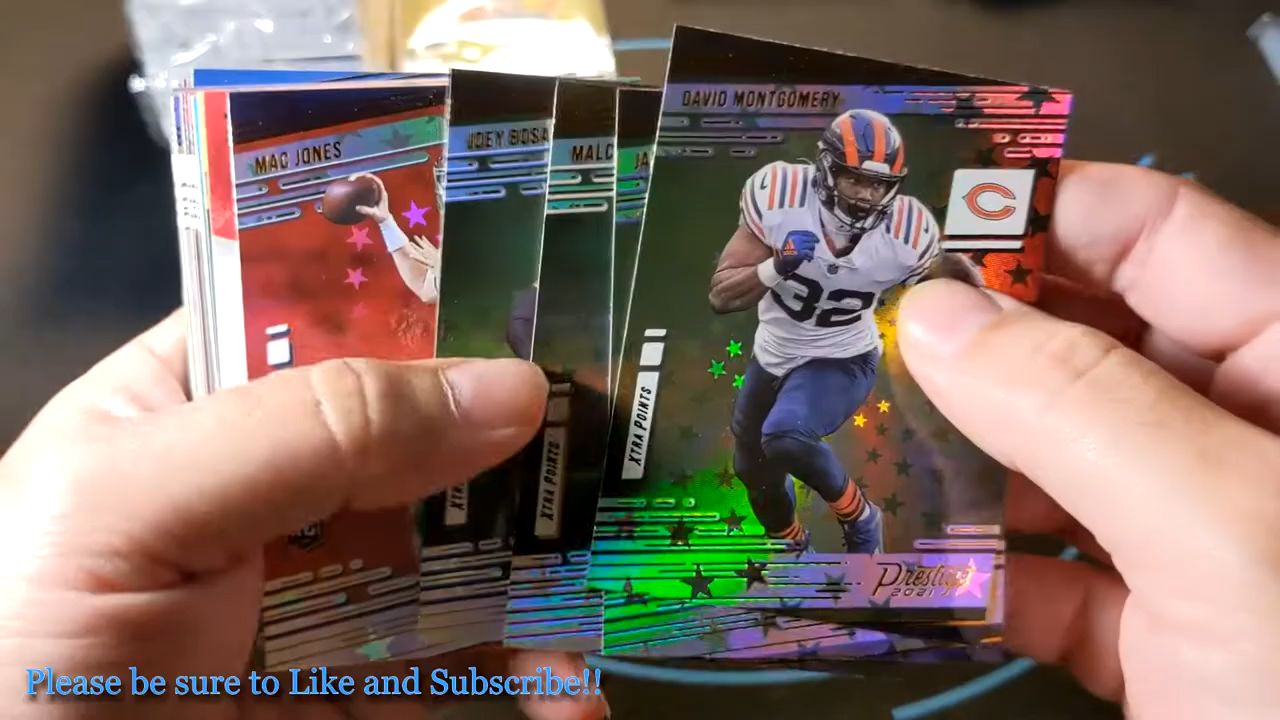 DAVID MONTGOMERY
JOEY BOSA
MALC
JA
MAC JONES
32
XTRA POINTS
XTRA POINTS
Prestige
2021
Please be sure to Like and Subscribe!!